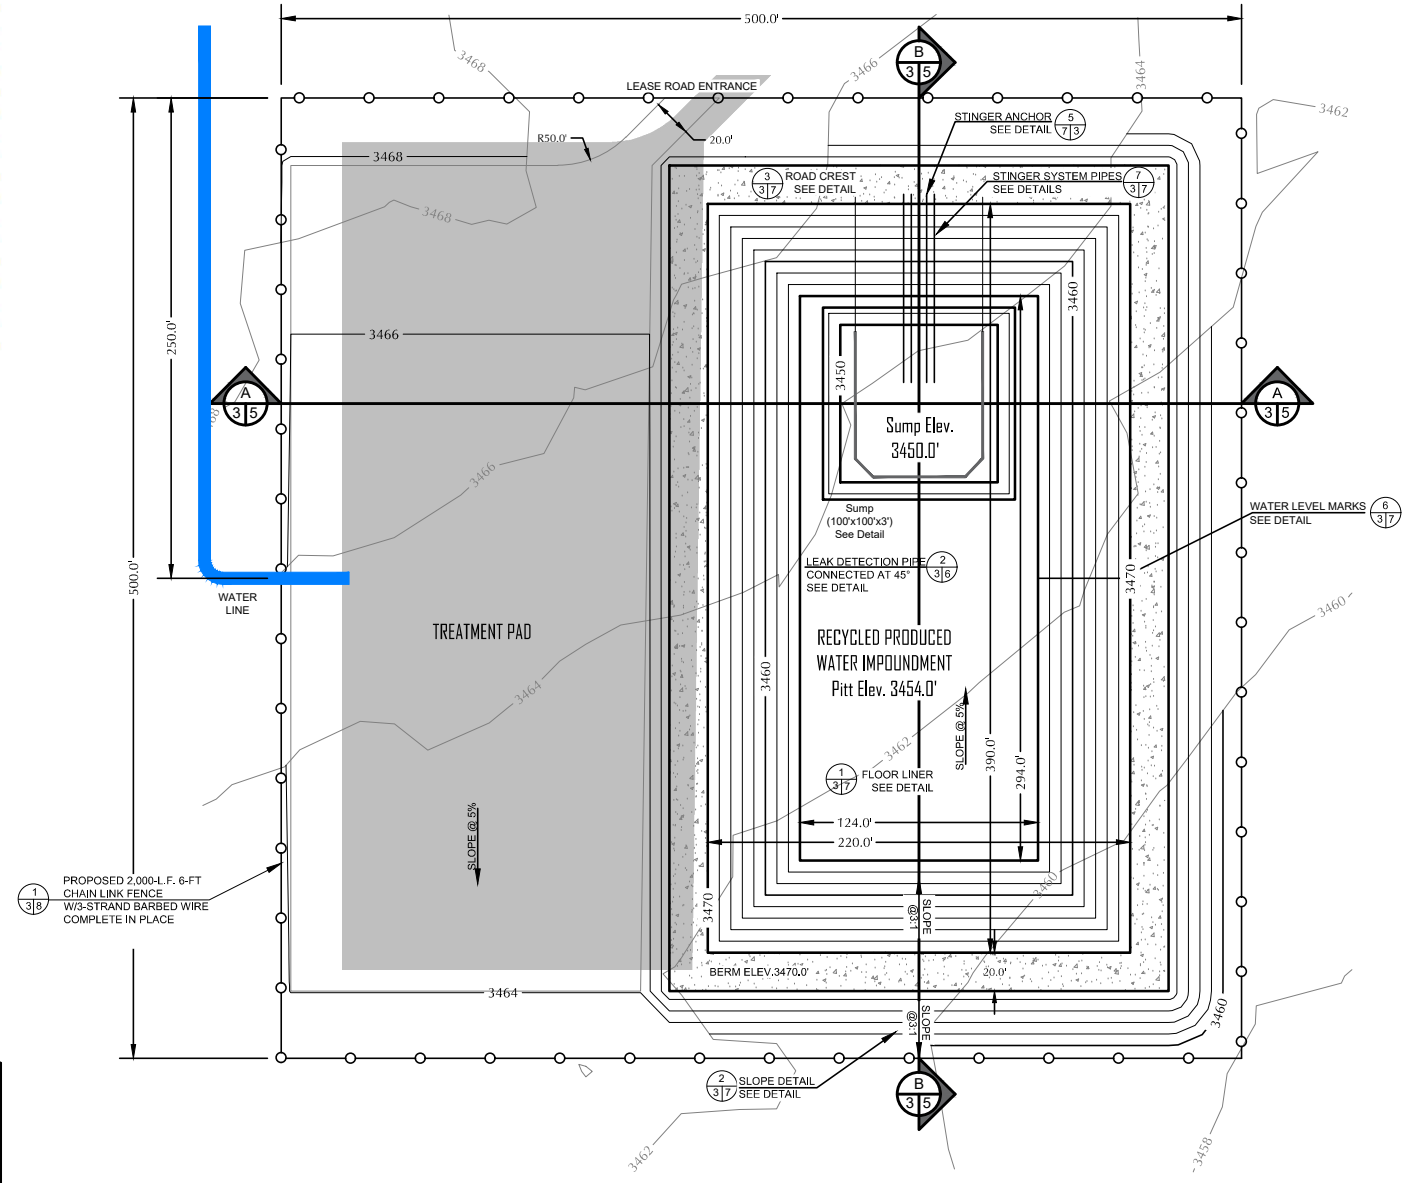 500.0'
B
3 5
3468
3466
3464
3462
LEASE ROAD ENTRANCE
R50.0'
20.0'
STINGER ANCHOR
SEE DETAIL
5
7 3
3468
3
3 7
ROAD CREST
SEE DETAIL
STINGER SYSTEM PIPES
SEE DETAILS
7
3 7
3468
3460
250.0'
3466
3450
A
3 5
A
3 5
Sump Elev.
3450.0'
3466
Sump
(100'x100'x3')
See Detail
WATER LEVEL MARKS
SEE DETAIL
6
3 7
500.0'
LEAK DETECTION PIPE
CONNECTED AT 45°
SEE DETAIL
2
3 6
3470
WATER
LINE
3460
TREATMENT PAD
RECYCLED PRODUCED
WATER IMPOUNDMENT
Pitt Elev. 3454.0'
3460
3464
SLOPE @ 5%
3462
390.0'
294.0'
1
3 7
FLOOR LINER
SEE DETAIL
SLOPE @ 5%
124.0'
220.0'
1
3 8
PROPOSED 2,000-L.F. 6-FT
CHAIN LINK FENCE
W/3-STRAND BARBED WIRE
COMPLETE IN PLACE
3460
3470
SLOPE
@3:1
BERM ELEV.3470.0'
20.0'
3464
SLOPE
@3:1
3460
2
3 7
SLOPE DETAIL
SEE DETAIL
B
3 5
3462
3458